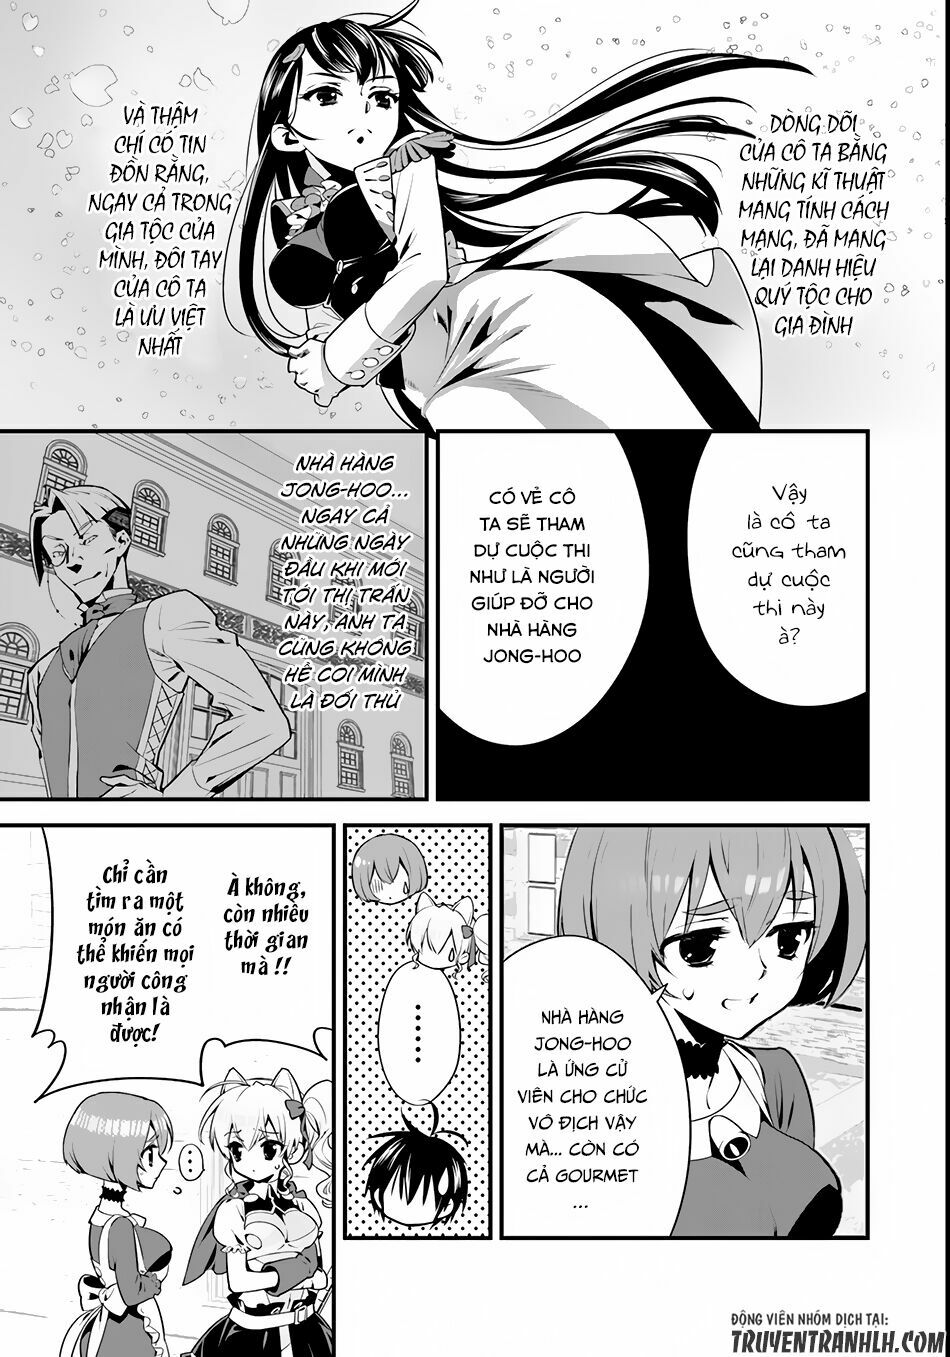 DÒNG DÕI
CỦA CÔ TA BẰNG
NHỮNG KĨ THUẬT
MANG TÍNH CÁCH
MẠNG, ĐÃ MANG
LẠI DANH HIỆU
QUÝ TỘC CHO
GIA ĐÌNH
VÀ THẬM
CHÍ CÓ TIN
ĐỒN RẰNG,
NGAY CẢ TRONG
GIA TỘC CỦA
MÌNH, ĐÔI TAY
CỦA CÔ TA
LÀ ƯU VIỆT
NHẤT
Vậy
là cô ta
cũng tham
dự cuộc
thi này
à?
CÓ VẺ CÔ
TA SẼ THAM
DỰ CUỘC THI
NHƯ LÀ NGƯỜI
GIÚP ĐỠ CHO
NHÀ HÀNG
JONG-HOO
NHÀ HÀNG
JONG-HOO...
NGAY CẢ
NHỮNG NGÀY
ĐẦU KHI MỚI
TỚI THỊ TRẤN
NÀY, ANH TA
CŨNG KHÔNG
HỀ COI MÌNH
LÀ ĐỐI THỦ
NHÀ HÀNG
JONG-HOO
LÀ ỨNG CỬ
VIÊN CHO CHỨC
VÔ ĐỊCH VẬY
MÀ... CÒN CÓ
CẢ GOURMET
...
......
À không,
còn nhiều
thời gian
mà !!
Chỉ cần
tìm ra một
món ăn có
thể khiến mọi
người công
nhận là
được!
...
ĐỘNG VIÊN NHÓM DỊCH TẠI:
TRUYENTRANHLH.COM